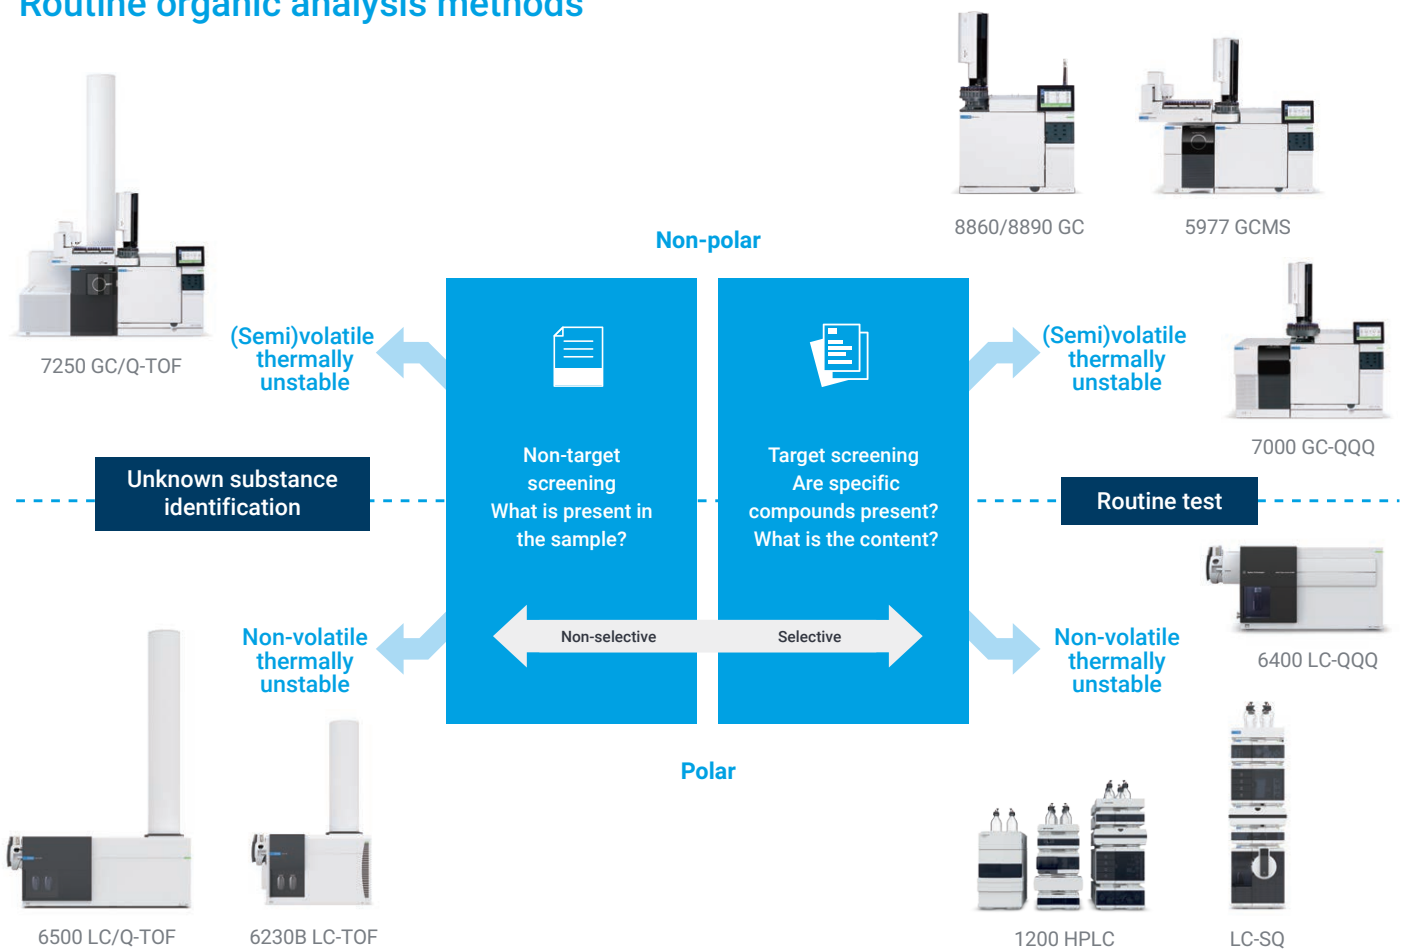 Routine organic analysis methods
8860/8890 GC
5977 GCMS
Non-polar
7250 GC/Q-TOF
(Semi)volatile
thermally
unstable
(Semi)volatile
thermally
unstable
7000 GC-QQQ
Unknown substance
identification
Non-target
screening
What is present in
the sample?
Target screening
Are specific
compounds present?
What is the content?
Routine test
Non-selective
Selective
Non-volatile
thermally
unstable
Non-volatile
thermally
unstable
6400 LC-QQQ
Polar
6500 LC/Q-TOF
6230B LC-TOF
1200 HPLC
LC-SQ